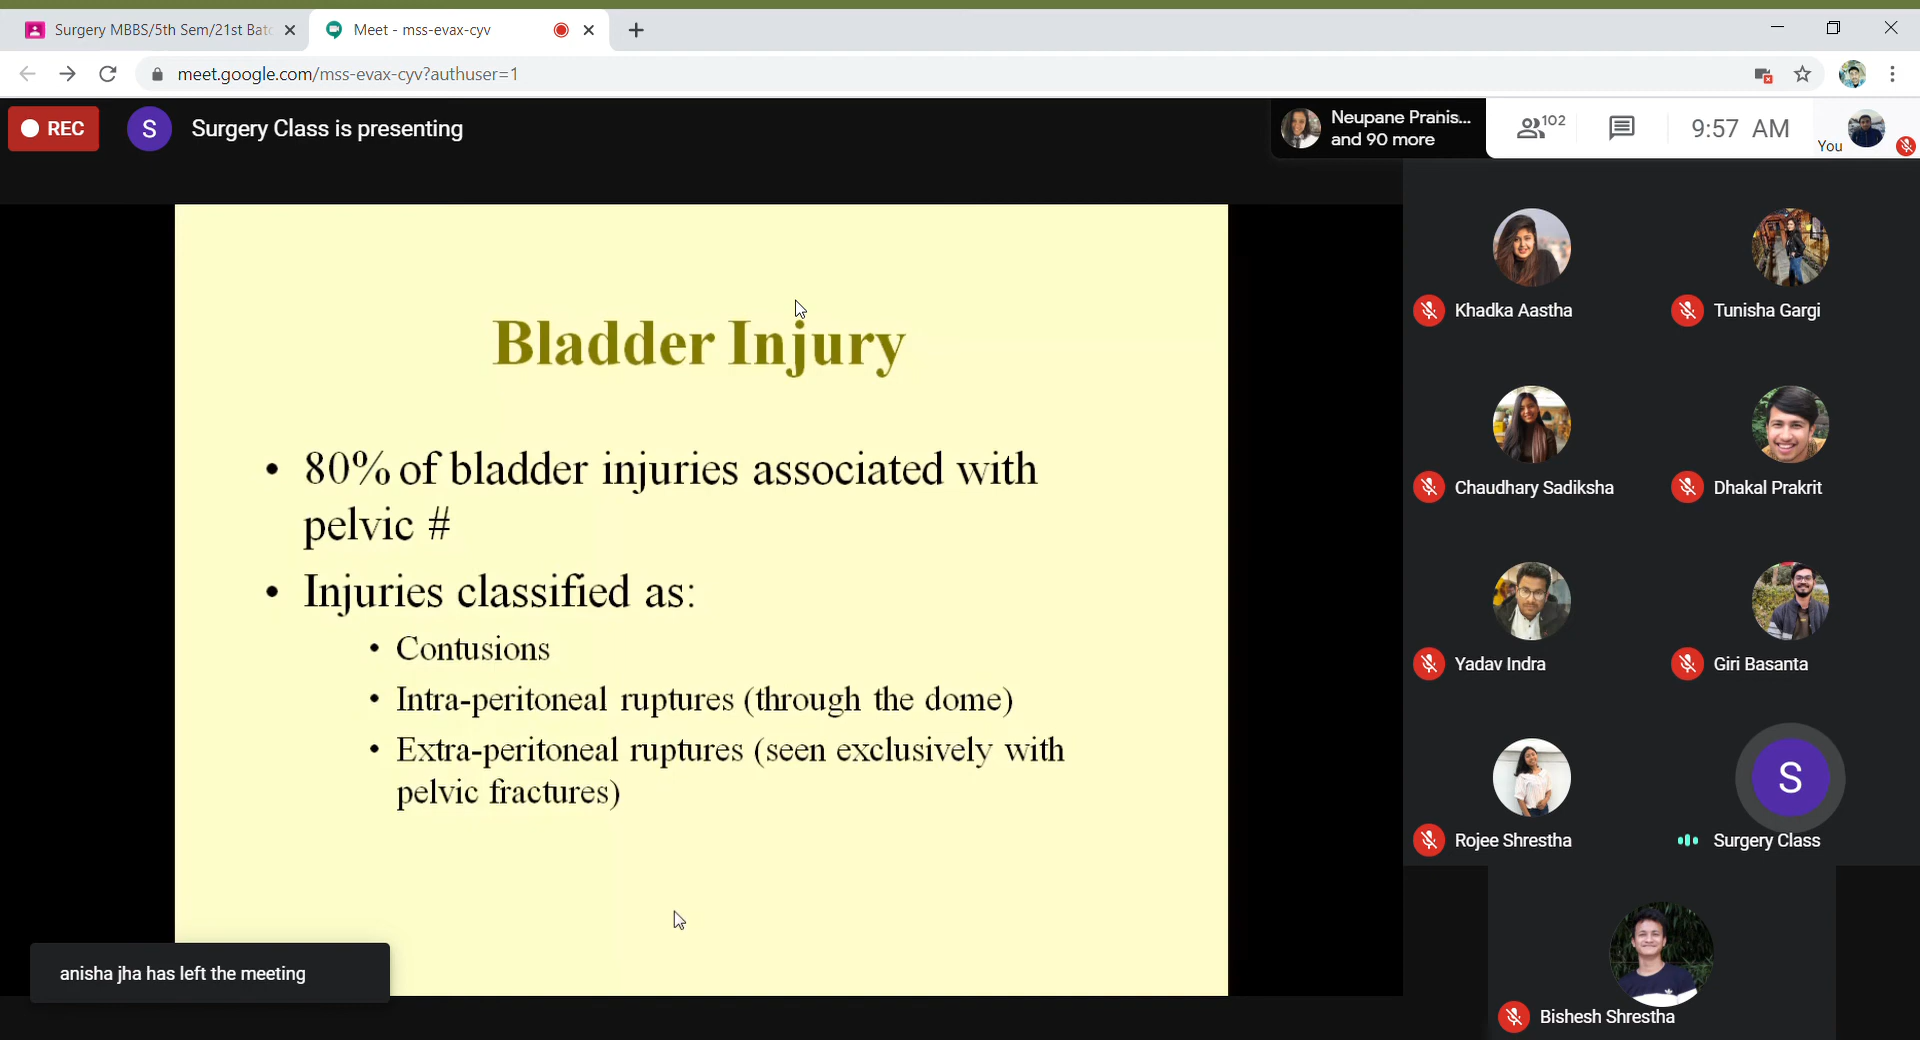 Surgery MBBS/5th Sem/21st Batc
Meet - mss-evax-cyv
meet.google.com/mss-evax-cyv?authuser=1
REC
S
Surgery Class is presenting
Neupane Pranis...
and 90 more
102
9:57 AM
You
Bladder Injury
• 80% of bladder injuries associated with
pelvic #
• Injuries classified as:
• Contusions
• Intra-peritoneal ruptures (through the dome)
• Extra-peritoneal ruptures (seen exclusively with
pelvic fractures)
Khadka Aastha
Tunisha Gargi
Chaudhary Sadiksha
Dhakal Prakrit
Yadav Indra
Giri Basanta
S
Rojee Shrestha
Surgery Class
Bishesh Shrestha
anisha jha has left the meeting